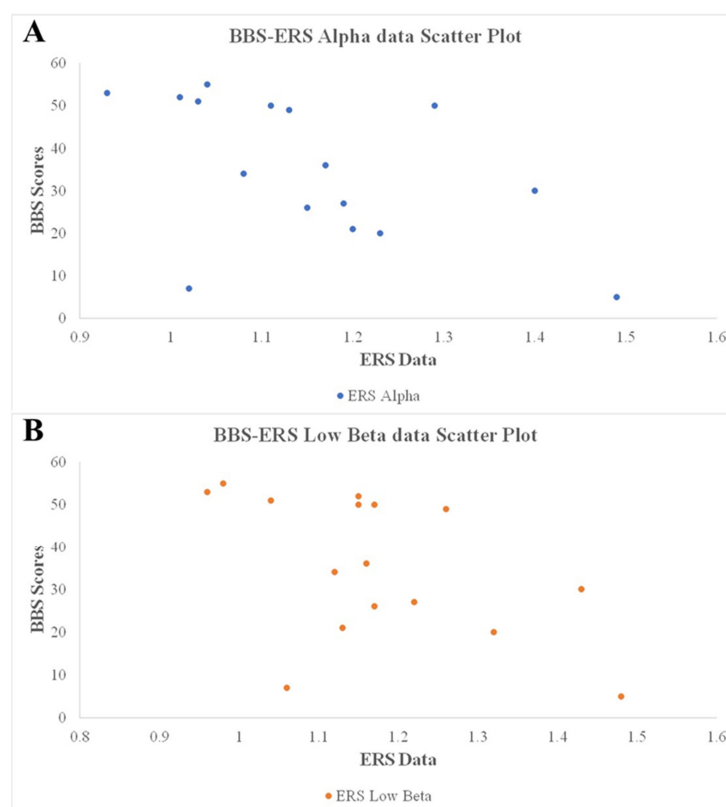 A
BBS-ERS Alpha data Scatter Plot
60
50
40
30
20
10
0
BBS Scores
0.9 1 1.1 1.2 1.3 1.4 1.5 1.6
ERS Data
ERS Alpha
B
BBS-ERS Low Beta data Scatter Plot
60
50
40
30
20
10
0
BBS Scores
0.8 0.9 1 1.1 1.2 1.3 1.4 1.5 1.6
ERS Data
ERS Low Beta